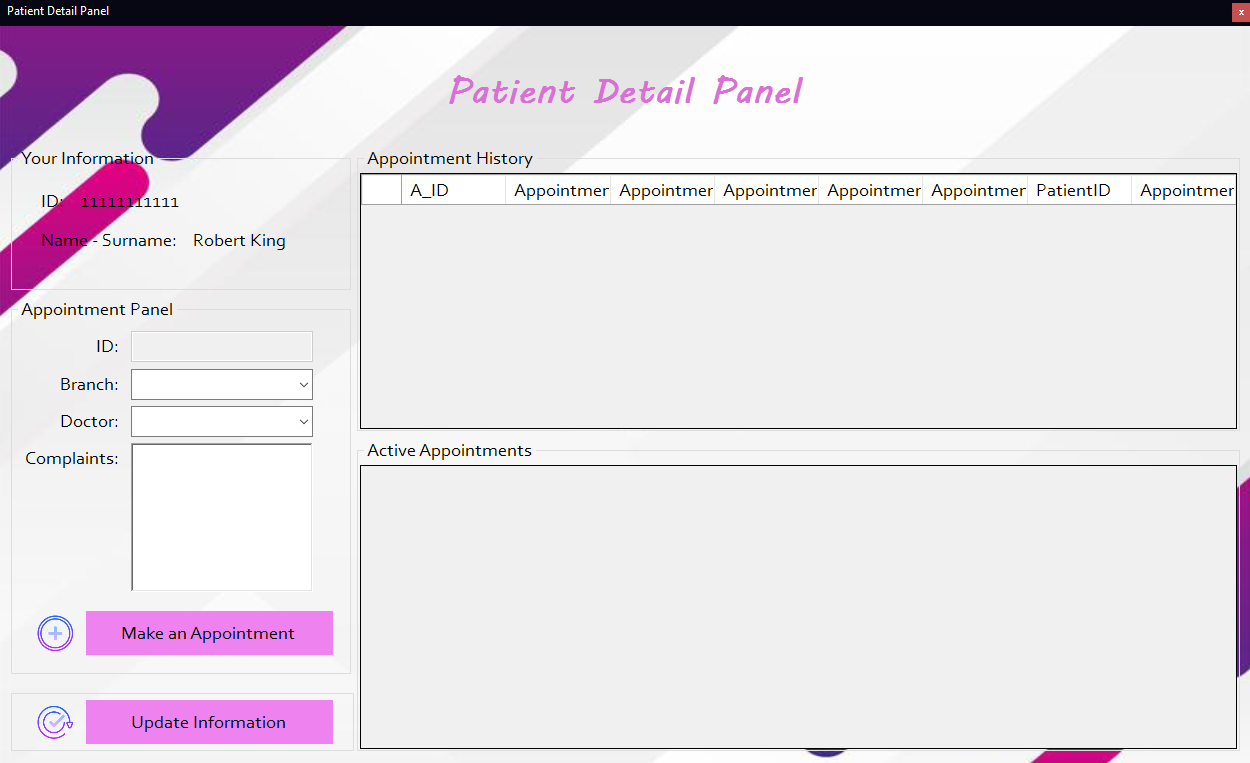 Patient Detail Panel
x
Patient Detail Panel
Your Information
ID: 11111111111
Name - Surname: Robert King
Appointment Panel
ID:
Branch:
Doctor:
Complaints:
Make an Appointment
Update Information
Appointment History
A_ID Appointmer Appointmer Appointmer Appointmer Appointmer PatientID Appointmer
Active Appointments